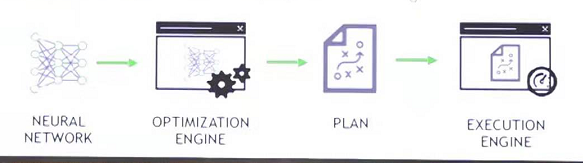 NEURAL
NETWORK
OPTIMIZATION
ENGINE
PLAN
EXECUTION
ENGINE